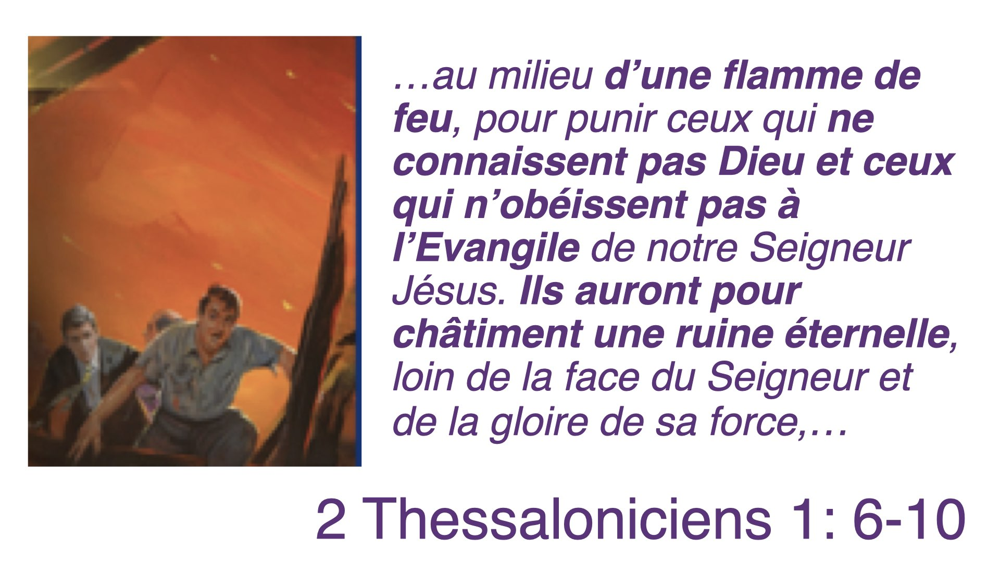 …au milieu d’une flamme de
feu, pour punir ceux qui ne
connaissent pas Dieu et ceux
qui n’obéissent pas à
l’Evangile de notre Seigneur
Jésus. Ils auront pour
châtiment une ruine éternelle,
loin de la face du Seigneur et
de la gloire de sa force,…
2 Thessaloniciens 1: 6-10